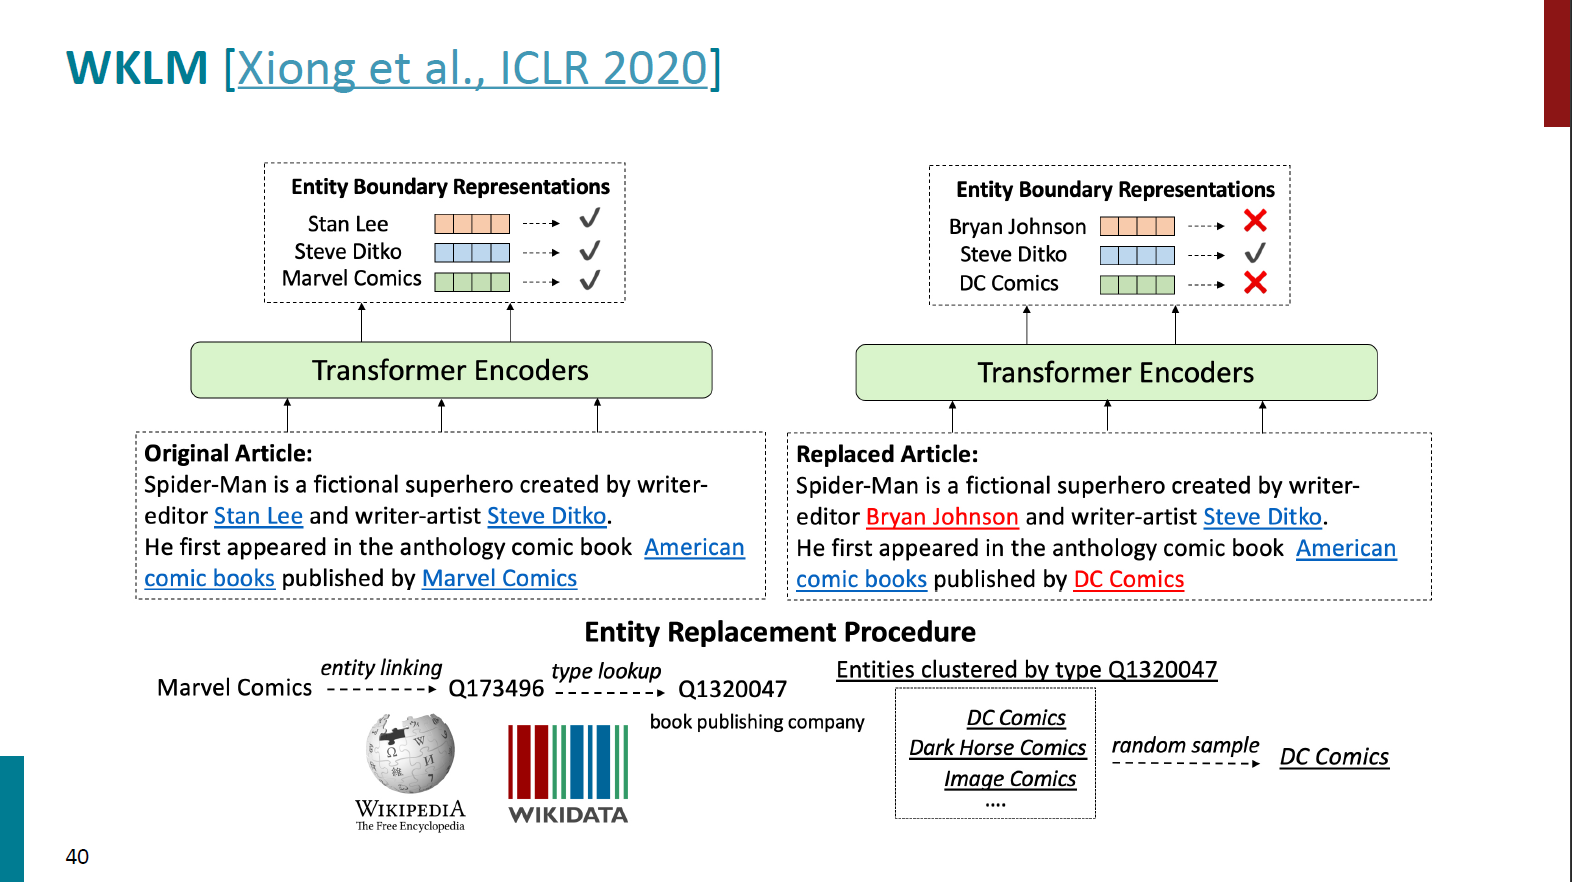 WKLM [Xiong et al., ICLR 2020]
Entity Boundary Representations
Stan Lee
Steve Ditko
Marvel Comics
Transformer Encoders
Original Article:
Spider-Man is a fictional superhero created by writer-
editor Stan Lee and writer-artist Steve Ditko.
He first appeared in the anthology comic book American
comic books published by Marvel Comics
Entity Boundary Representations
Bryan Johnson
Steve Ditko
DC Comics
Transformer Encoders
Replaced Article:
Spider-Man is a fictional superhero created by writer-
editor Bryan Johnson and writer-artist Steve Ditko.
He first appeared in the anthology comic book American
comic books published by DC Comics
Entity Replacement Procedure
Marvel Comics
entity linking
Q173496
type lookup
Q1320047
book publishing company
WIKIPEDIA
The Free Encyclopedia
WIKIDATA
Entities clustered by type Q1320047
DC Comics
Dark Horse Comics
Image Comics
....
random sample
DC Comics
40